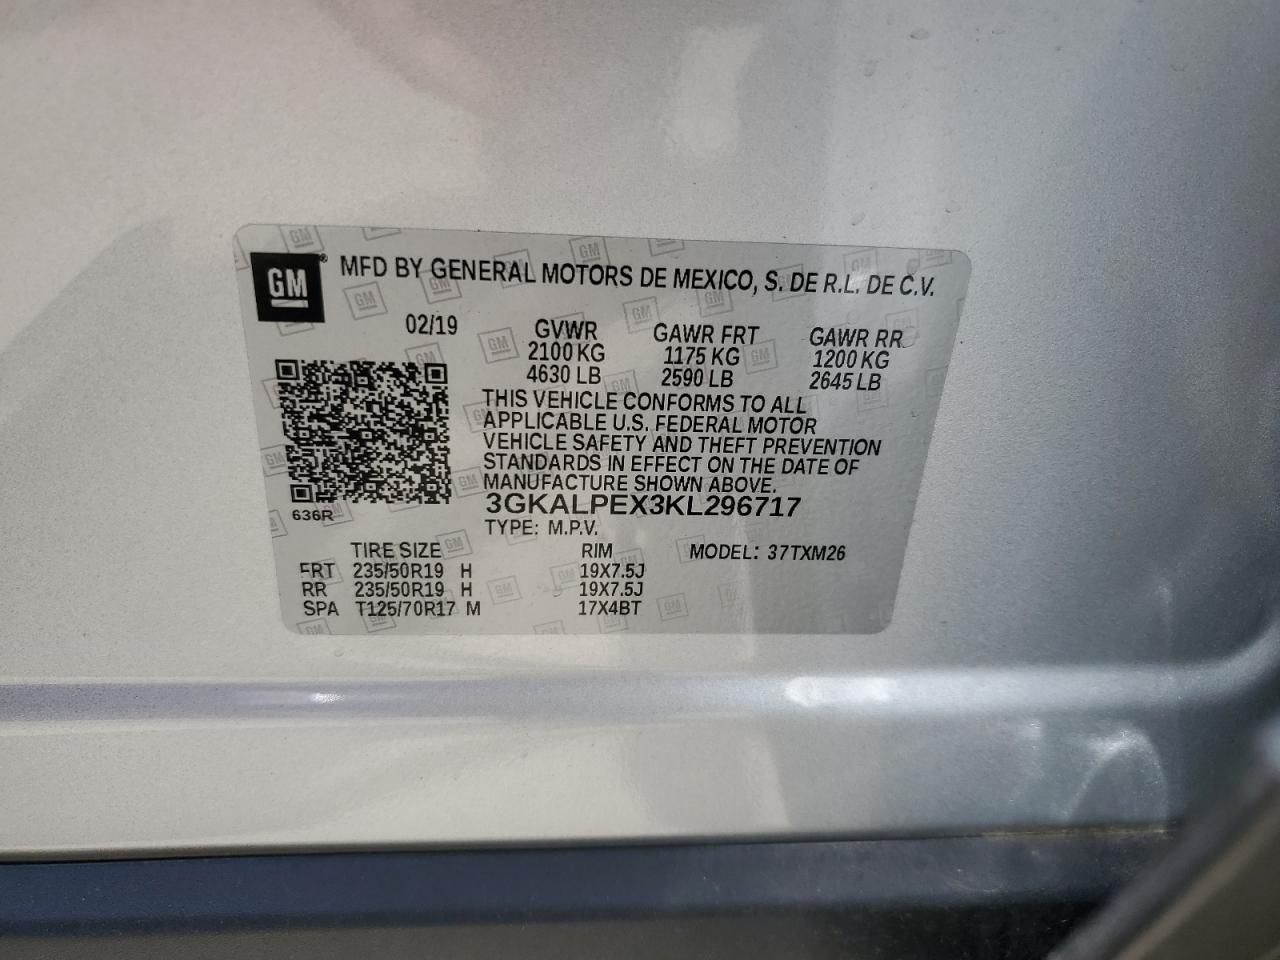 GM® MFD BY GENERAL MOTORS DE MEXICO, S. DE R.L. DE C.V.
02/19 GVWR GAWR FRT GAWR RR
2100 KG 1175 KG 1200 KG
4630 LB 2590 LB 2645 LB
THIS VEHICLE CONFORMS TO ALL
APPLICABLE U.S. FEDERAL MOTOR
VEHICLE SAFETY AND THEFT PREVENTION
STANDARDS IN EFFECT ON THE DATE OF
MANUFACTURE SHOWN ABOVE.
3GKALPEX3KL296717
636R
TYPE: M.P.V.
TIRE SIZE RIM MODEL: 37TXM26
FRT 235/50R19 H 19X7.5J
RR 235/50R19 H 19X7.5J
SPA T125/70R17 M 17X4BT